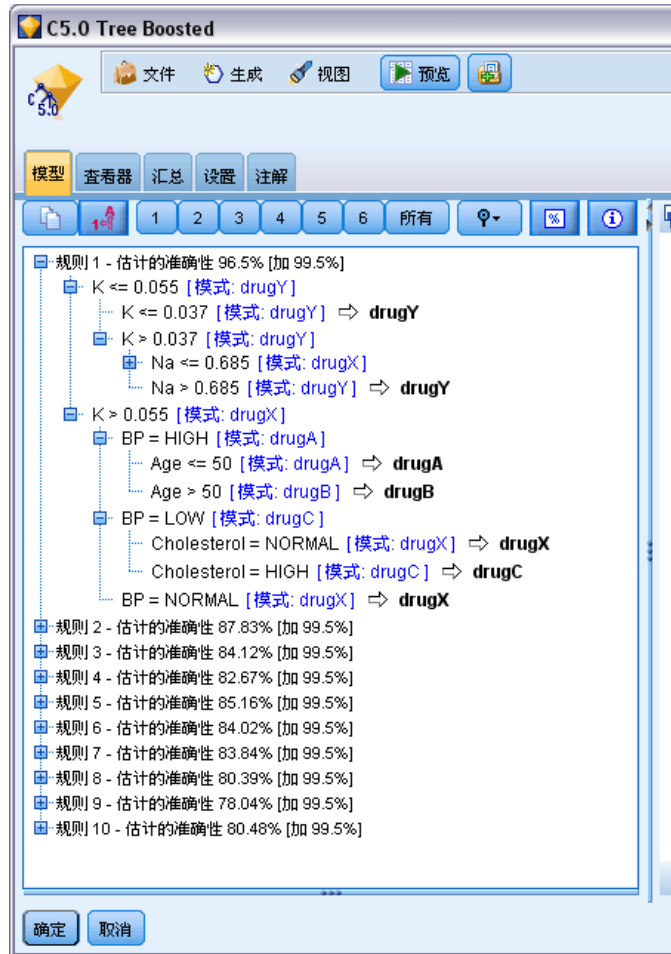 C5.0 Tree Boosted
C 5.0
文件 生成 视图 预览
模型 查看器 汇总 设置 注解
1 2 3 4 5 6 所有 %
规则 1 - 估计的准确性 96.5% [加 99.5%]
K <= 0.055 [模式: drugY]
K <= 0.037 [模式: drugY] ⇨ drugY
K > 0.037 [模式: drugY]
Na <= 0.685 [模式: drugX]
Na > 0.685 [模式: drugY] ⇨ drugY
K > 0.055 [模式: drugX]
BP = HIGH [模式: drugA]
Age <= 50 [模式: drugA] ⇨ drugA
Age > 50 [模式: drugB] ⇨ drugB
BP = LOW [模式: drugC]
Cholesterol = NORMAL [模式: drugX] ⇨ drugX
Cholesterol = HIGH [模式: drugC] ⇨ drugC
BP = NORMAL [模式: drugX] ⇨ drugX
规则 2 - 估计的准确性 87.83% [加 99.5%]
规则 3 - 估计的准确性 84.12% [加 99.5%]
规则 4 - 估计的准确性 82.67% [加 99.5%]
规则 5 - 估计的准确性 85.16% [加 99.5%]
规则 6 - 估计的准确性 84.02% [加 99.5%]
规则 7 - 估计的准确性 83.84% [加 99.5%]
规则 8 - 估计的准确性 80.39% [加 99.5%]
规则 9 - 估计的准确性 78.04% [加 99.5%]
规则 10 - 估计的准确性 80.48% [加 99.5%]
确定 取消